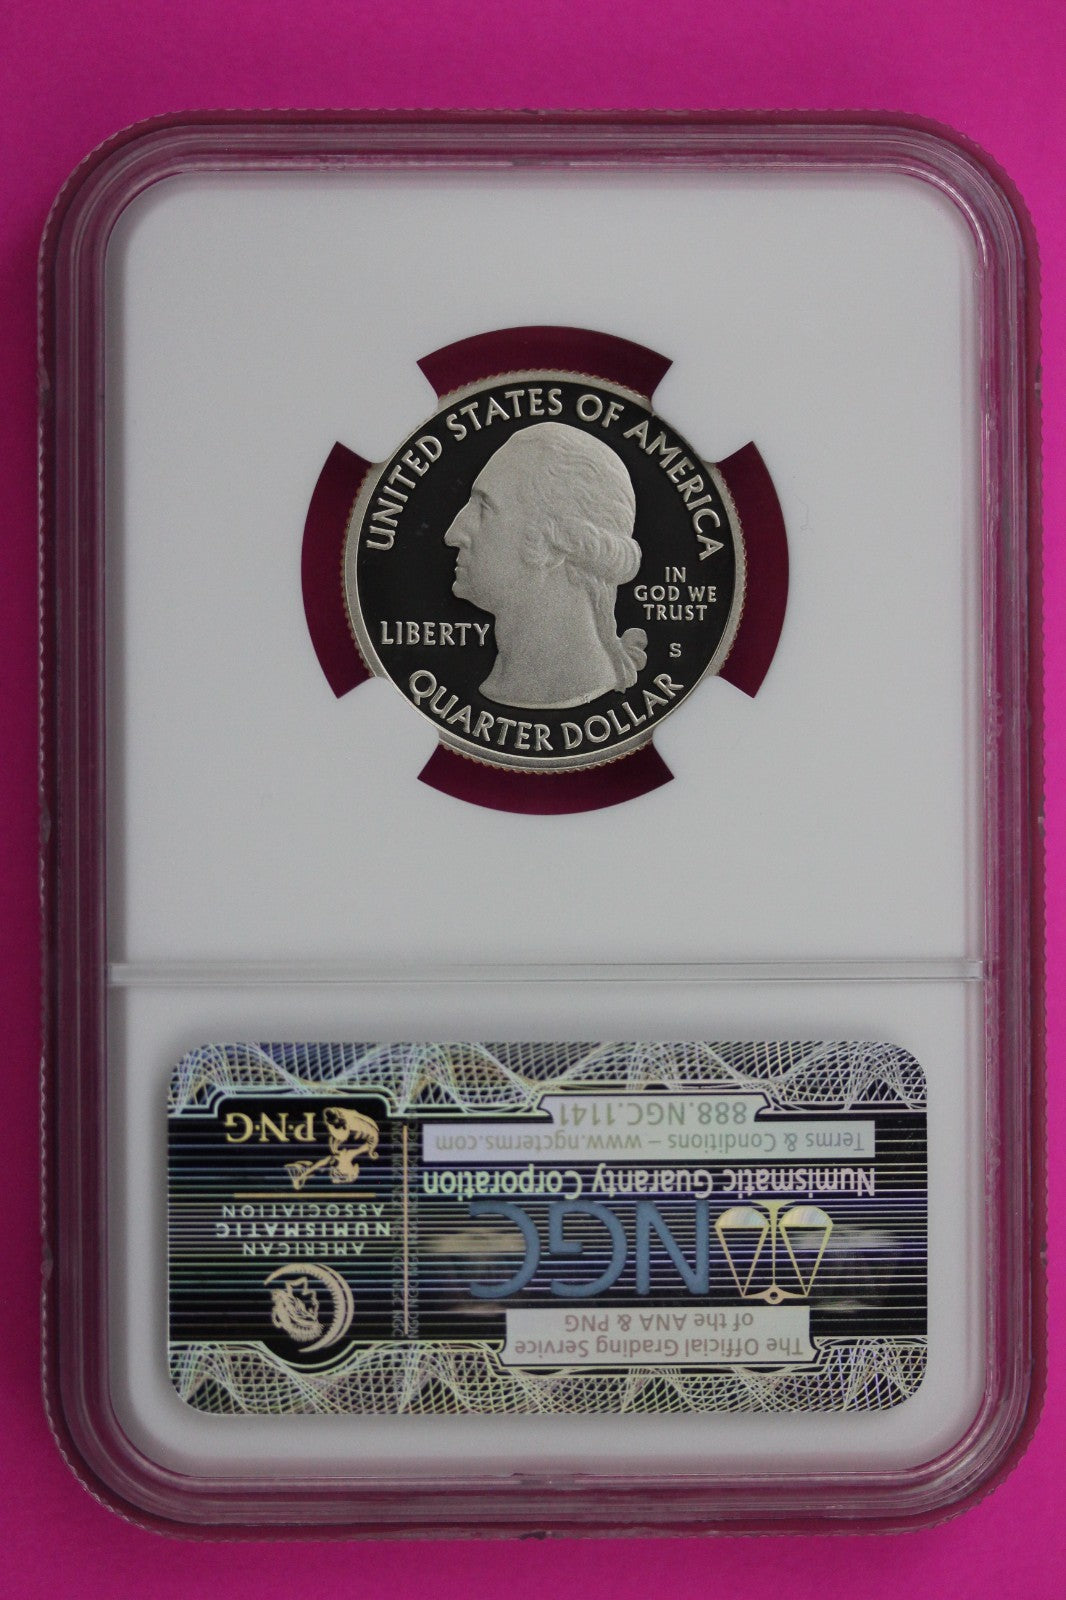 UNITED STATES OF AMERICA
IN
GOD WE
TRUST
LIBERTY
S
QUARTER DOLLAR
The Official Grading Service
of the ANA & PNG
NGC
Numismatic Guaranty Corporation
Terms & Conditions – www.ngcterms.com
888.NGC.1141
AMERICAN
NUMISMATIC
ASSOCIATION
P·N·G